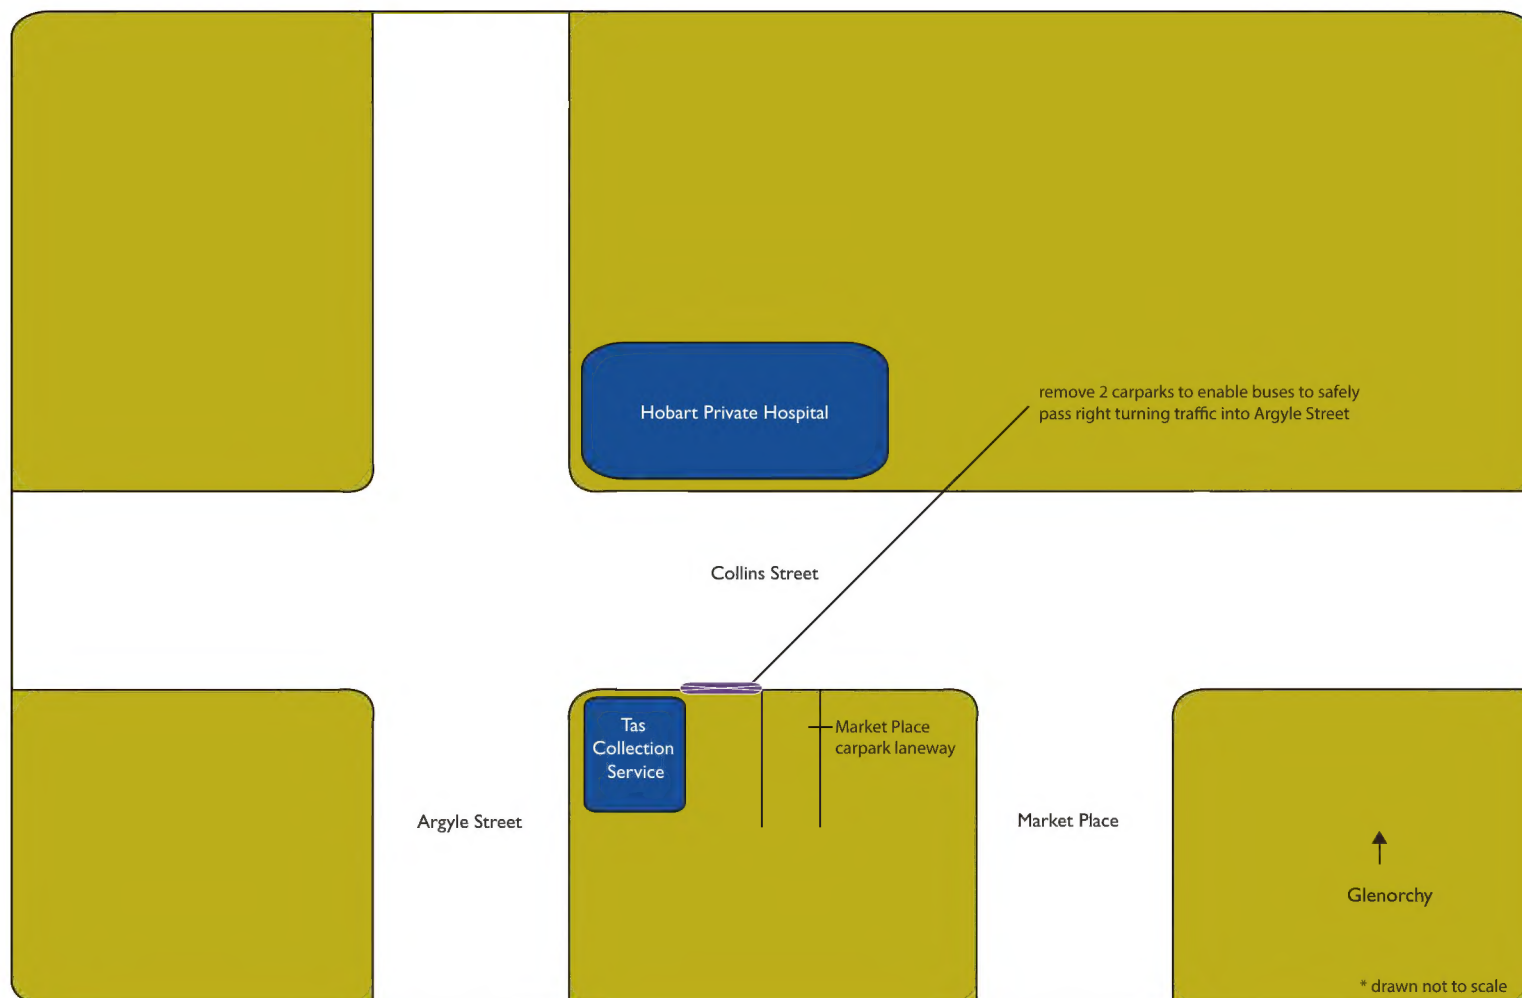 Hobart Private Hospital
remove 2 carparks to enable buses to safely
pass right turning traffic into Argyle Street
Collins Street
Tas
Collection
Service
Market Place
carpark laneway
Argyle Street
Market Place
Glenorchy
* drawn not to scale